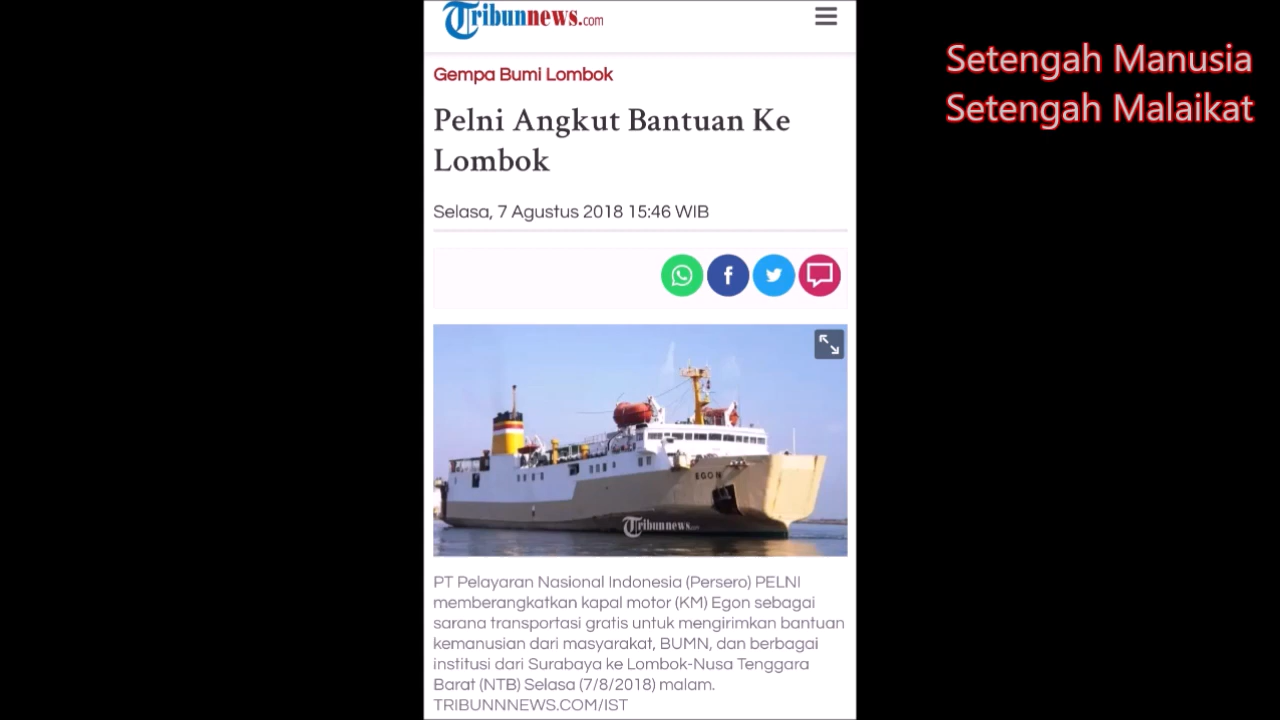 Tribunnews.com
Setengah Manusia
Setengah Malaikat
Gempa Bumi Lombok
Pelni Angkut Bantuan Ke
Lombok
Selasa, 7 Agustus 2018 15:46 WIB
EGON
Tribunnews.com
PT Pelayaran Nasional Indonesia (Persero) PELNI
memberangkatkan kapal motor (KM) Egon sebagai
sarana transportasi gratis untuk mengirimkan bantuan
kemanusian dari masyarakat, BUMN, dan berbagai
institusi dari Surabaya ke Lombok-Nusa Tenggara
Barat (NTB) Selasa (7/8/2018) malam.
TRIBUNNNEWS.COM/IST